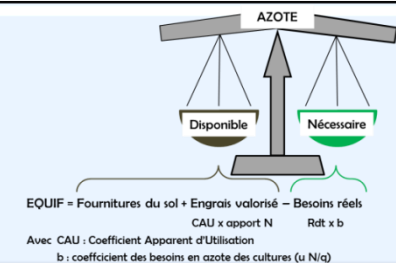 AZOTE
Disponible Nécessaire
EQUIF = Fournitures du sol + Engrais valorisé – Besoins réels
CAU x apport N Rdt x b
Avec CAU : Coefficient Apparent d'Utilisation
b : coeffcicient des besoins en azote des cultures (u N/q)